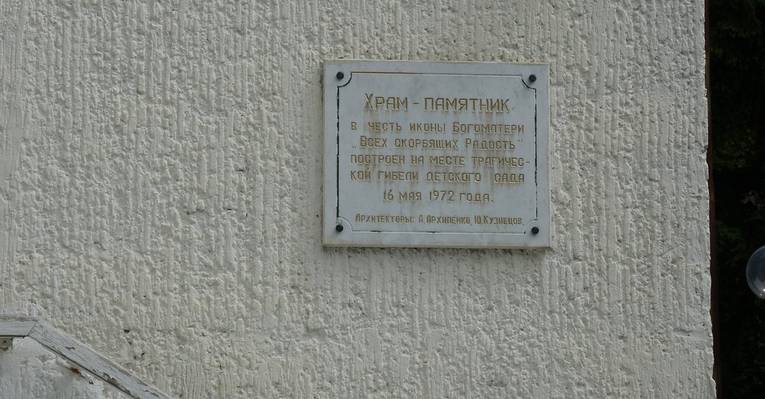 Храм - памятник
в честь иконы Богоматери
„Всех скорбящих Радость"
построен на месте трагичес-
кой гибели детского сада
16 мая 1972 года.
Архитекторы: А. Архипенко, Ю. Кузнецов.